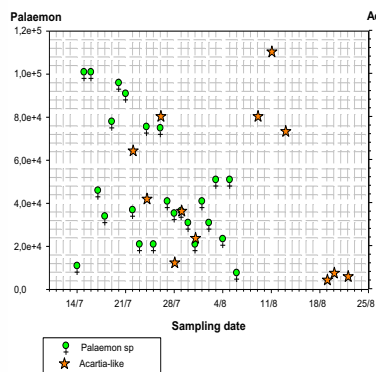 Palaemon
Ac
1,2e+5
1,0e+5
8,0e+4
6,0e+4
4,0e+4
2,0e+4
0,0
14/7 21/7 28/7 4/8 11/8 18/8 25/8
Sampling date
Palaemon sp
Acartia-like